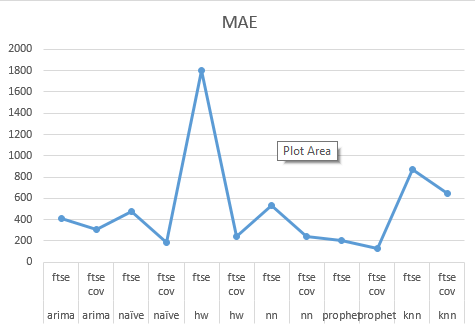 MAE
2000
1800
1600
1400
1200
1000
800
600
400
200
0
Plot Area
ftse ftse cov ftse ftse cov ftse ftse cov ftse ftse cov ftse ftse cov ftse ftse cov
arima arima naïve naïve hw hw nn nn prophet prophet knn knn